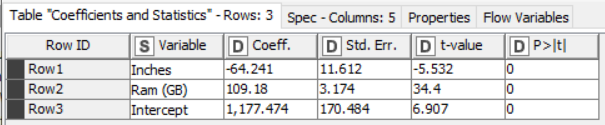 Table "Coefficients and Statistics" - Rows: 3 Spec - Columns: 5 Properties Flow Variables
Row ID S Variable D Coeff. D Std. Err. D t-value D P>|t|
Row1 Inches -64.241 11.612 -5.532 0
Row2 Ram (GB) 109.18 3.174 34.4 0
Row3 Intercept 1,177.474 170.484 6.907 0